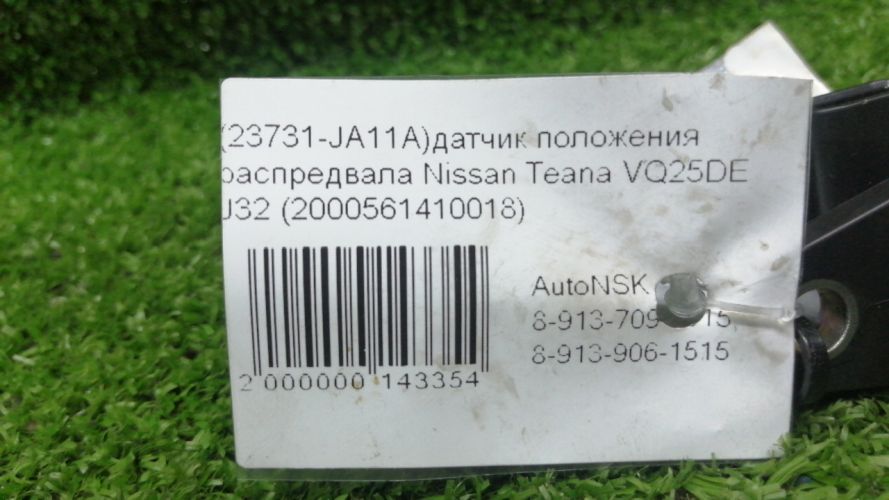 (23731-JA11A)датчик положения
распредвала Nissan Teana VQ25DE
J32 (2000561410018)
AutoNSK
8-913-906-1515
2 000000 143354